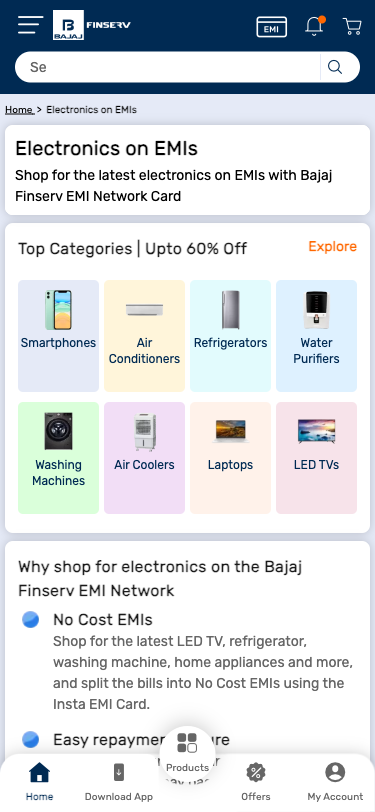 B
BAJAJ
FINSERV
EMI
Se
Home > Electronics on EMIs
Electronics on EMIs
Shop for the latest electronics on EMIs with Bajaj
Finserv EMI Network Card
Top Categories | Upto 60% Off
Explore
Smartphones
Air
Conditioners
Refrigerators
Water
Purifiers
Washing
Machines
Air Coolers
Laptops
LED TVs
Why shop for electronics on the Bajaj
Finserv EMI Network
No Cost EMIs
Shop for the latest LED TV, refrigerator,
washing machine, home appliances and more,
and split the bills into No Cost EMIs using the
Insta EMI Card.
Easy
Home
Download App
Products
Offers
My Account